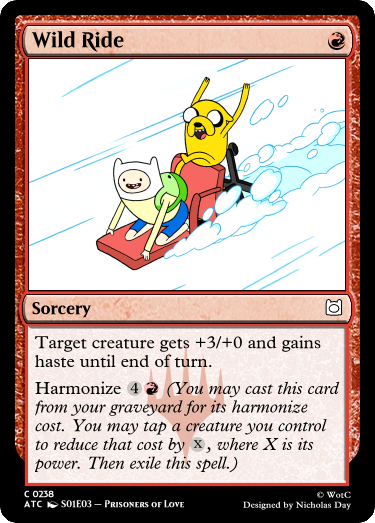 Wild Ride
Sorcery
Target creature gets +3/+0 and gains
haste until end of turn.
Harmonize 4 (You may cast this card
from your graveyard for its harmonize
cost. You may tap a creature you control
to reduce that cost by X, where X is its
power. Then exile this spell.)
C 0238
© WotC
ATC S01E03 – Prisoners of Love
Designed by Nicholas Day